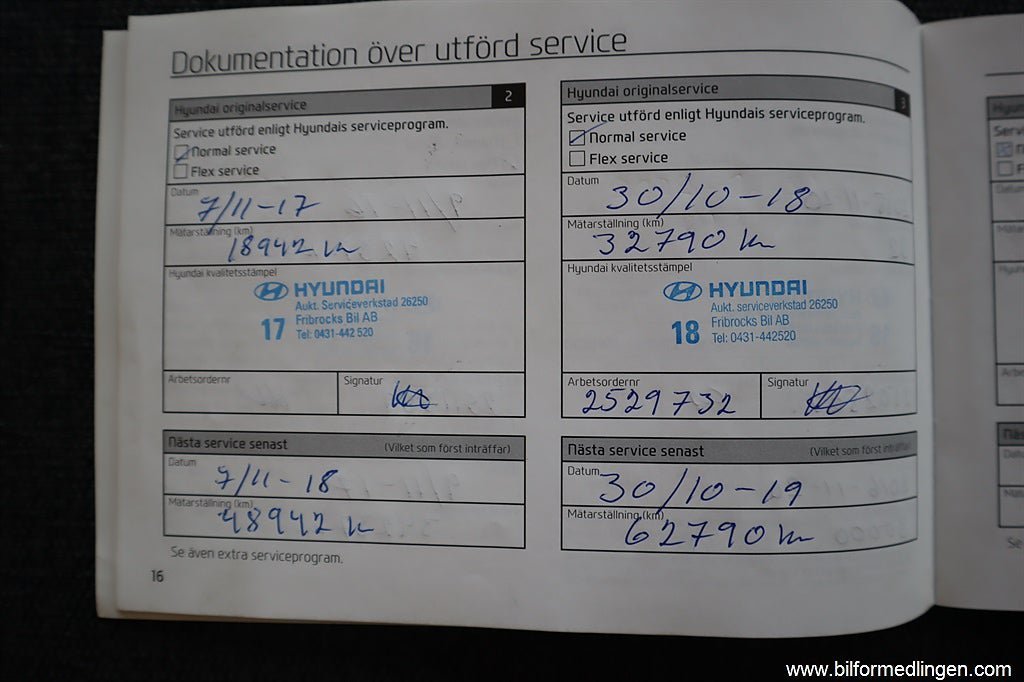 Dokumentation över utförd service
Hyundai originalservice 2
Service utförd enligt Hyundais serviceprogram.
Normal service
Flex service
Datum
7/11-17
Mätarställning (km)
18942 km
Hyundai kvalitetsstämpel
HYUNDAI
Aukt. Serviceverkstad 26250
17 Fribrocks Bil AB
Tel: 0431-442 520
Arbetsordernr
Signatur
Nästa service senast (Vilket som först inträffar)
Datum
7/11-18
Mätarställning (km)
48942 km
Se även extra serviceprogram.
16
Hyundai originalservice 3
Service utförd enligt Hyundais serviceprogram.
Normal service
Flex service
Datum
30/10-18
Mätarställning (km)
32790 km
Hyundai kvalitetsstämpel
HYUNDAI
Aukt. serviceverkstad 26250
18 Fribrocks Bil AB
Tel: 0431-442520
Arbetsordernr
2529732
Signatur
Nästa service senast (Vilket som först inträffar)
Datum
30/10-19
Mätarställning (km)
62790 km
www.bilformedlingen.com